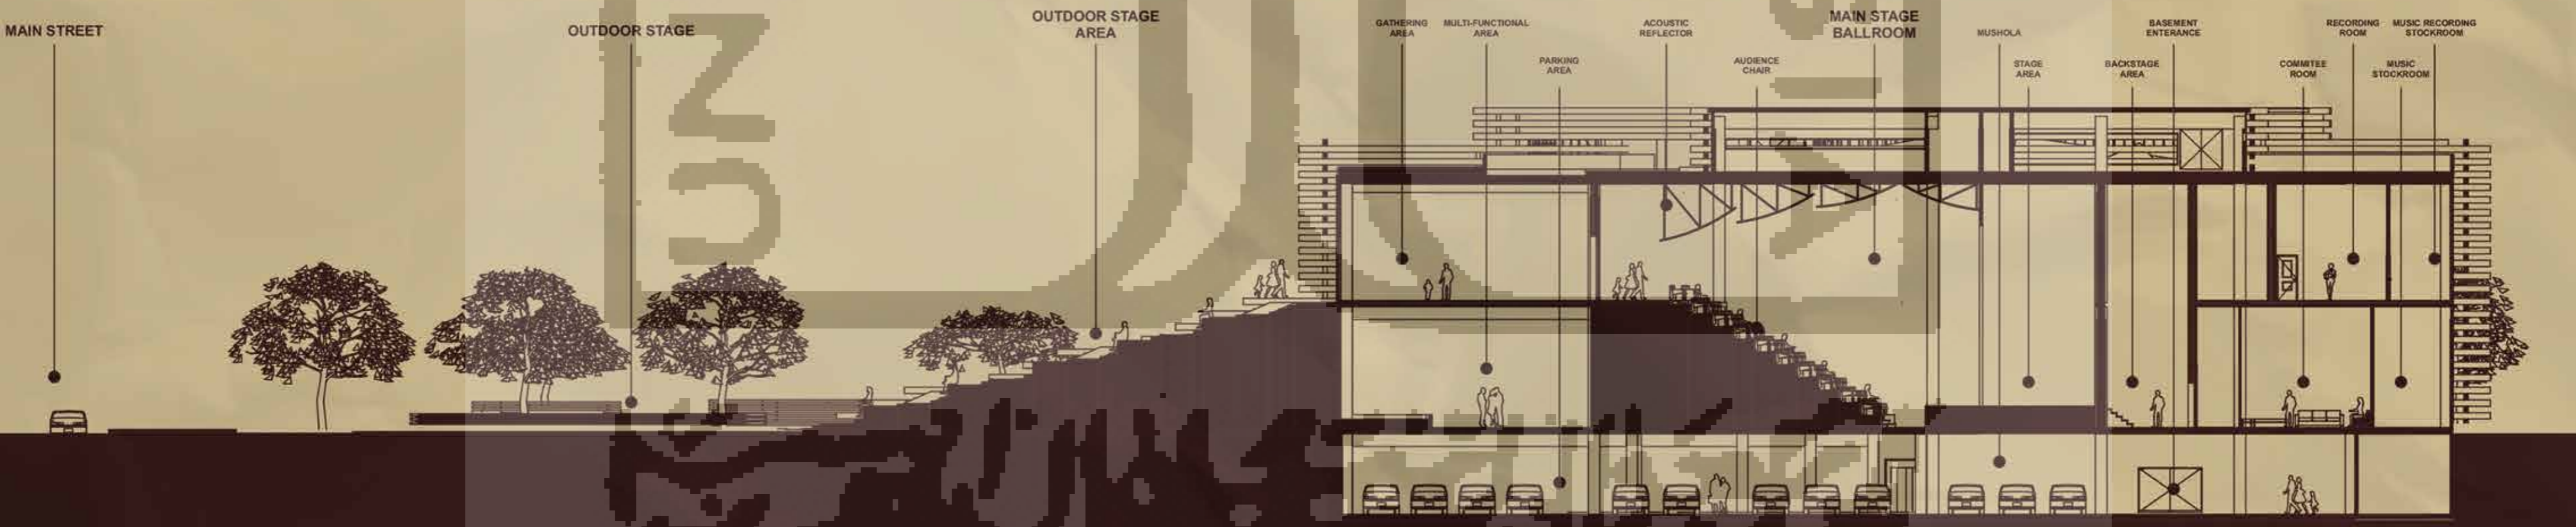 MAIN STREET
OUTDOOR STAGE
OUTDOOR STAGE
AREA
GATHERING
AREA
MULTI-FUNCTIONAL
AREA
PARKING
AREA
ACOUSTIC
REFLECTOR
AUDIENCE
CHAIR
MAIN STAGE
BALLROOM
MUSHOLA
STAGE
AREA
BACKSTAGE
AREA
BASEMENT
ENTERANCE
COMMITEE
ROOM
RECORDING
ROOM
MUSIC
STOCKROOM
MUSIC RECORDING
STOCKROOM